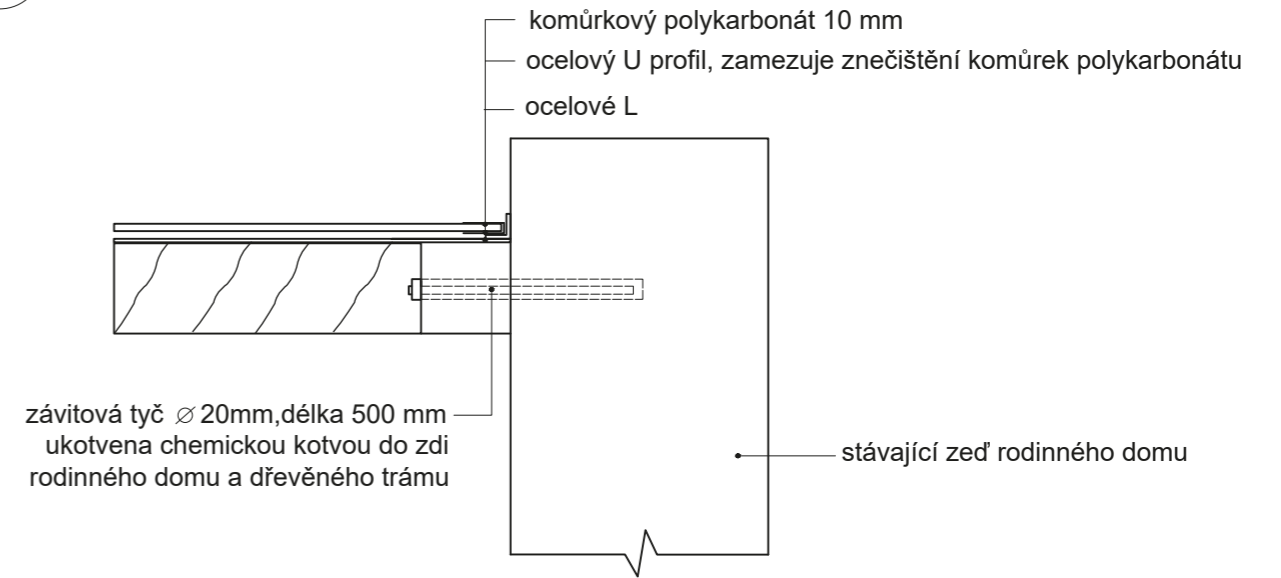 komůrkový polykarbonát 10 mm
ocelový U profil, zamezuje znečištění komůrek polykarbonátu
ocelové L
závitová tyč ⌀ 20mm,délka 500 mm
ukotvena chemickou kotvou do zdi
rodinného domu a dřevěného trámu
stávající zeď rodinného domu